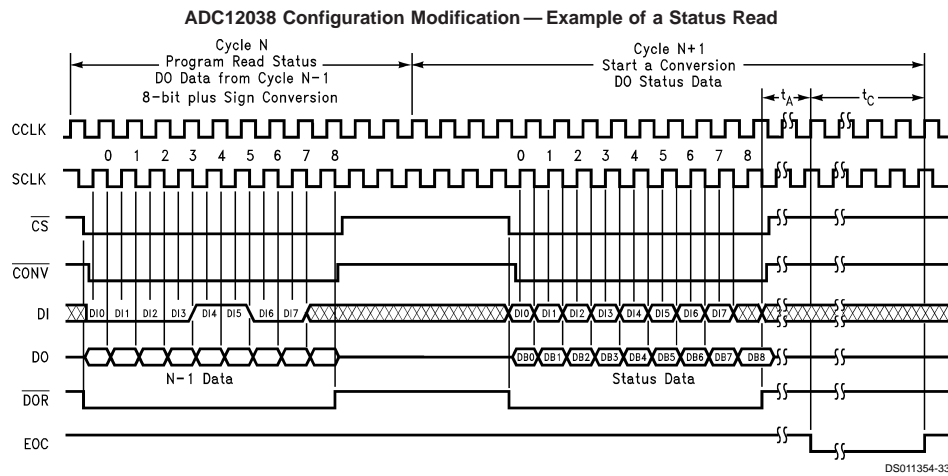 ADC12038 Configuration Modification — Example of a Status Read
Cycle N
Program Read Status
DO Data from Cycle N-1
8-bit plus Sign Conversion
Cycle N+1
Start a Conversion
DO Status Data
tA
tC
CCLK
0 1 2 3 4 5 6 7 8 0 1 2 3 4 5 6 7 8
SCLK
CS
CONV
DI
DI0 DI1 DI2 DI3 DI4 DI5 DI6 DI7 DI0 DI1 DI2 DI3 DI4 DI5 DI6 DI7
DO
DB0 DB1 DB2 DB3 DB4 DB5 DB6 DB7 DB8
N-1 Data
Status Data
DOR
EOC
DS011354-33